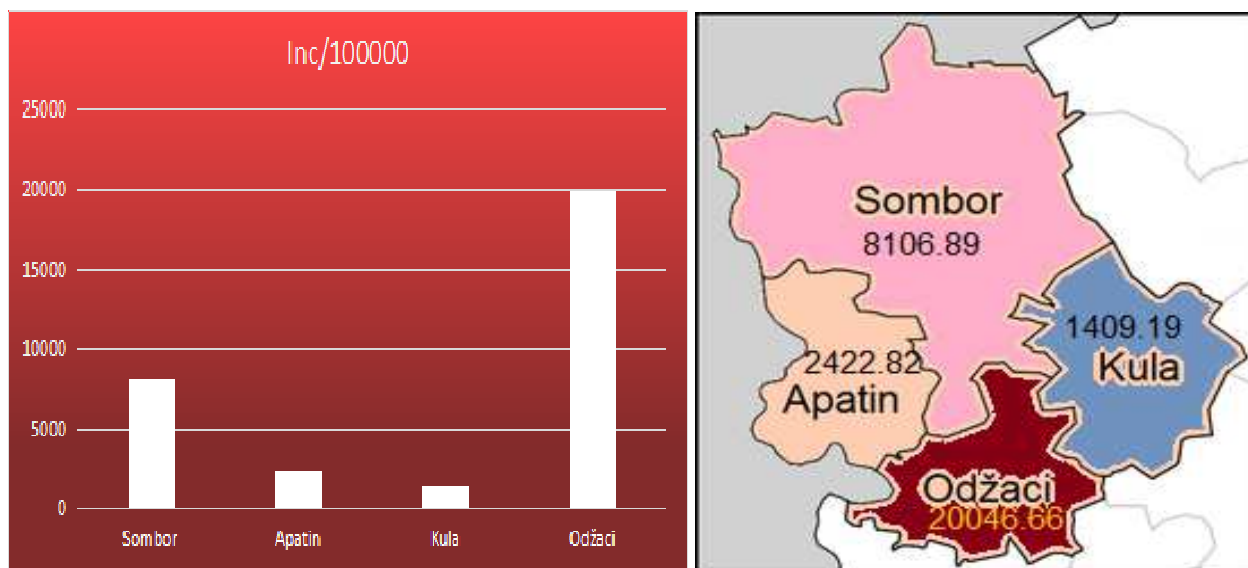 Inc/100000
25000
20000
15000
10000
5000
0
Sombor Apatin Kula Odžaci
Sombor
8106.89
1409.19
Kula
2422.82
Apatin
Odžaci
20046.66